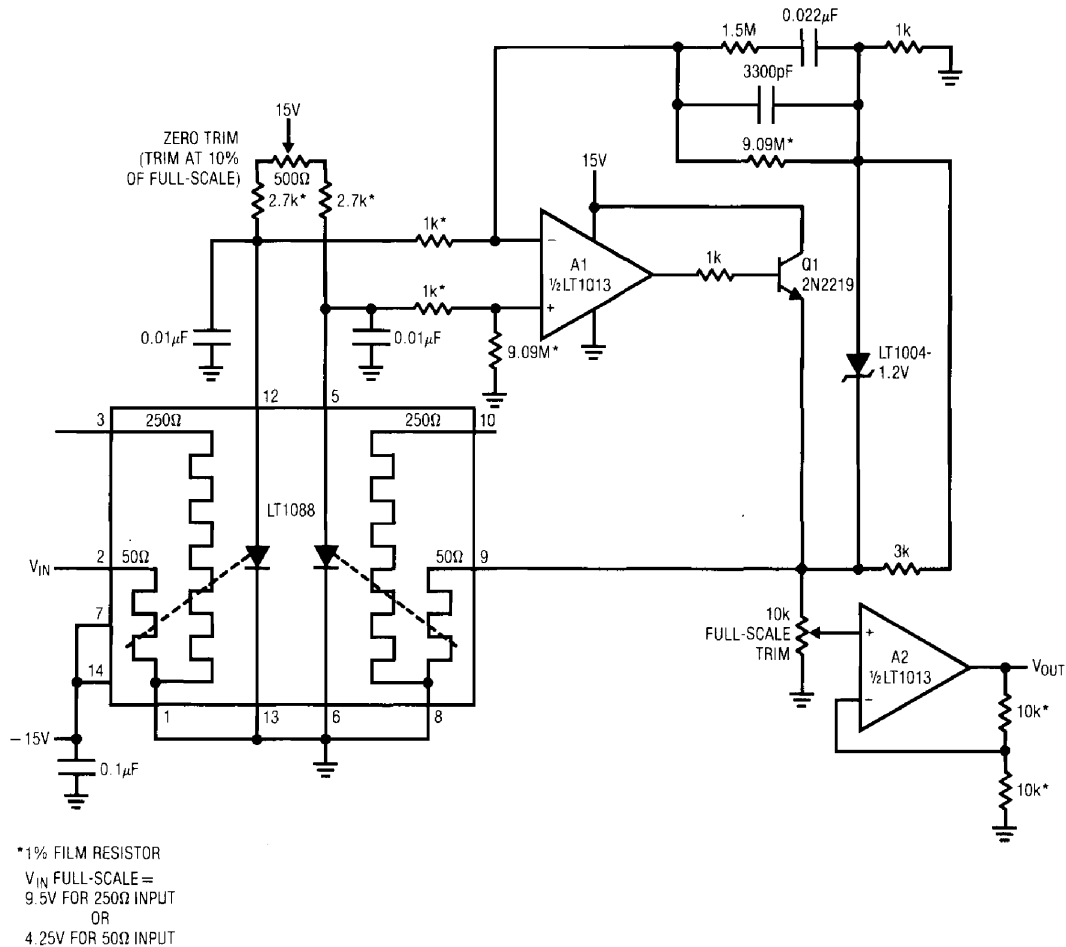 0.022µF
1.5M
1k
3300pF
15V
ZERO TRIM
(TRIM AT 10%
OF FULL-SCALE)
500Ω
2.7k*
2.7k*
9.09M*
15V
1k*
−
A1
½LT1013
1k
Q1
2N2219
1k*
+
0.01µF
0.01µF
9.09M*
LT1004-
1.2V
12
5
3
250Ω
250Ω
10
LT1088
2
50Ω
50Ω
9
VIN
3k
7
10k
FULL-SCALE
TRIM
+
A2
½LT1013
VOUT
−
14
10k*
1
13
6
8
−15V
0.1µF
10k*
*1% FILM RESISTOR
VIN FULL-SCALE =
9.5V FOR 250Ω INPUT
OR
4.25V FOR 50Ω INPUT